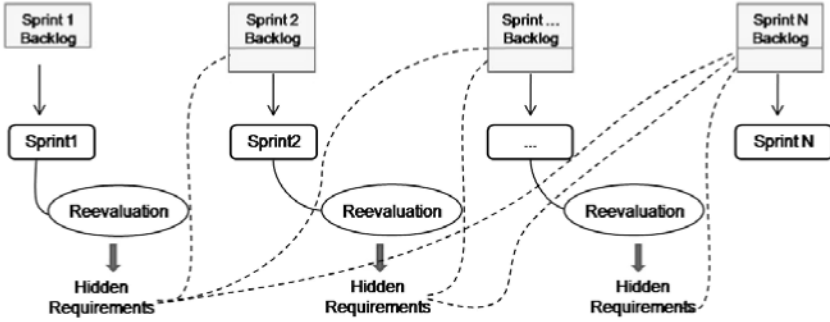 Sprint 1
Backlog
Sprint 2
Backlog
Sprint ...
Backlog
Sprint N
Backlog
Sprint1
Sprint2
...
Sprint N
Reevaluation
Reevaluation
Reevaluation
Hidden
Requirements
Hidden
Requirements
Hidden
Requirements